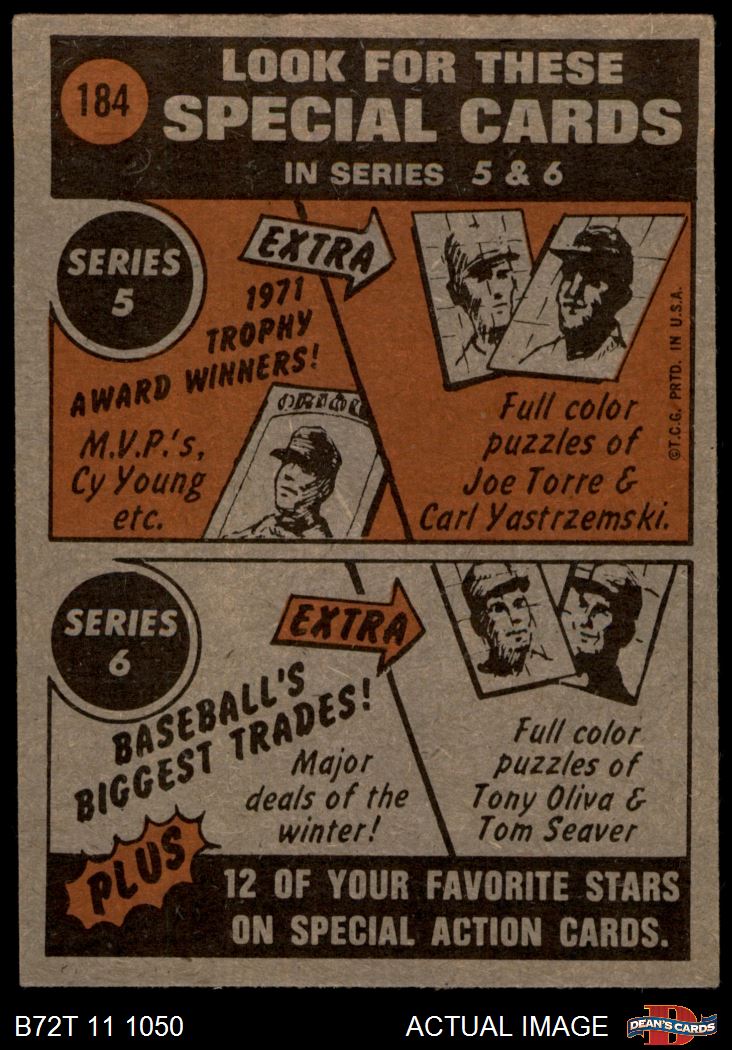 184
LOOK FOR THESE
SPECIAL CARDS
IN SERIES 5 & 6
SERIES
5
EXTRA
1971
TROPHY
AWARD WINNERS!
M.V.P.'s,
Cy Young
etc.
ORIOL
Full color
puzzles of
Joe Torre &
Carl Yastrzemski.
©T.C.G. PRTD. IN U.S.A.
SERIES
6
EXTRA
BASEBALL'S
BIGGEST TRADES!
Major
deals of the
winter!
Full color
puzzles of
Tony Oliva &
Tom Seaver
PLUS
12 OF YOUR FAVORITE STARS
ON SPECIAL ACTION CARDS.
B72T 11 1050
ACTUAL IMAGE
DEAN'S CARDS